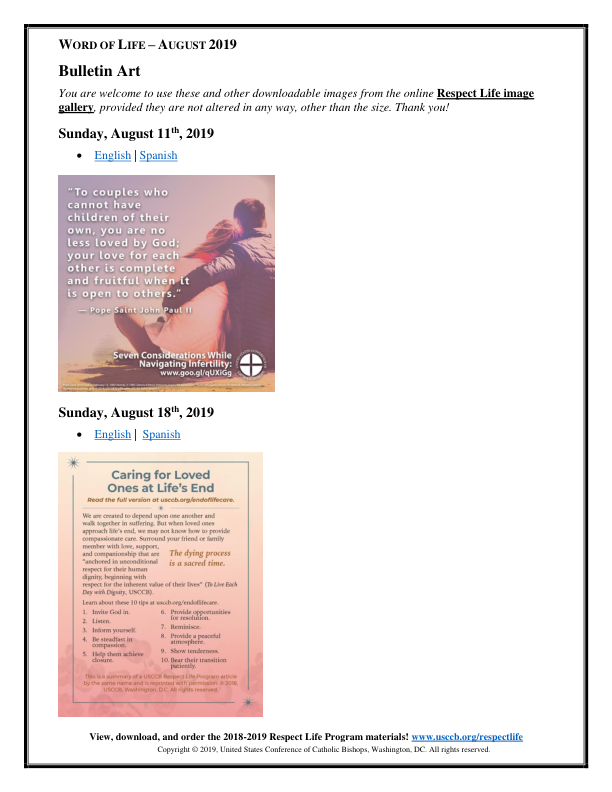 WORD OF LIFE – AUGUST 2019
Bulletin Art
You are welcome to use these and other downloadable images from the online Respect Life image
gallery, provided they are not altered in any way, other than the size. Thank you!
Sunday, August 11th, 2019
• English | Spanish
“To couples who
cannot have
children of their
own, you are no
less loved by God;
your love for each
other is complete
and fruitful when it
is open to others.”
— Pope Saint John Paul II
Seven Considerations While
Navigating Infertility:
www.goo.gl/qUXiGg
Sunday, August 18th, 2019
• English | Spanish
Caring for Loved
Ones at Life’s End
Read the full version at usccb.org/endoflifecare.
We are created to depend upon one another and
walk together in suffering. But when loved ones
approach life’s end, we may not know how to provide
compassionate care. Surround your friend or family
member with love, support,
and companionship that are
“anchored in unconditional
respect for their human
dignity, beginning with
respect for the inherent value of their lives” (To Live Each
Day with Dignity, USCCB).
The dying process
is a sacred time.
Learn about these 10 tips at usccb.org/endoflifecare.
1. Invite God in.
2. Listen.
3. Inform yourself.
4. Be steadfast in
compassion.
5. Help them achieve
closure.
6. Provide opportunities
for resolution.
7. Reminisce.
8. Provide a peaceful
atmosphere.
9. Show tenderness.
10. Bear their transition
patiently.
This is a summary of a USCCB Respect Life Program article
by the same name and is reprinted with permission. © 2018,
USCCB, Washington, DC. All rights reserved.
View, download, and order the 2018-2019 Respect Life Program materials! www.usccb.org/respectlife
Copyright © 2019, United States Conference of Catholic Bishops, Washington, DC. All rights reserved.